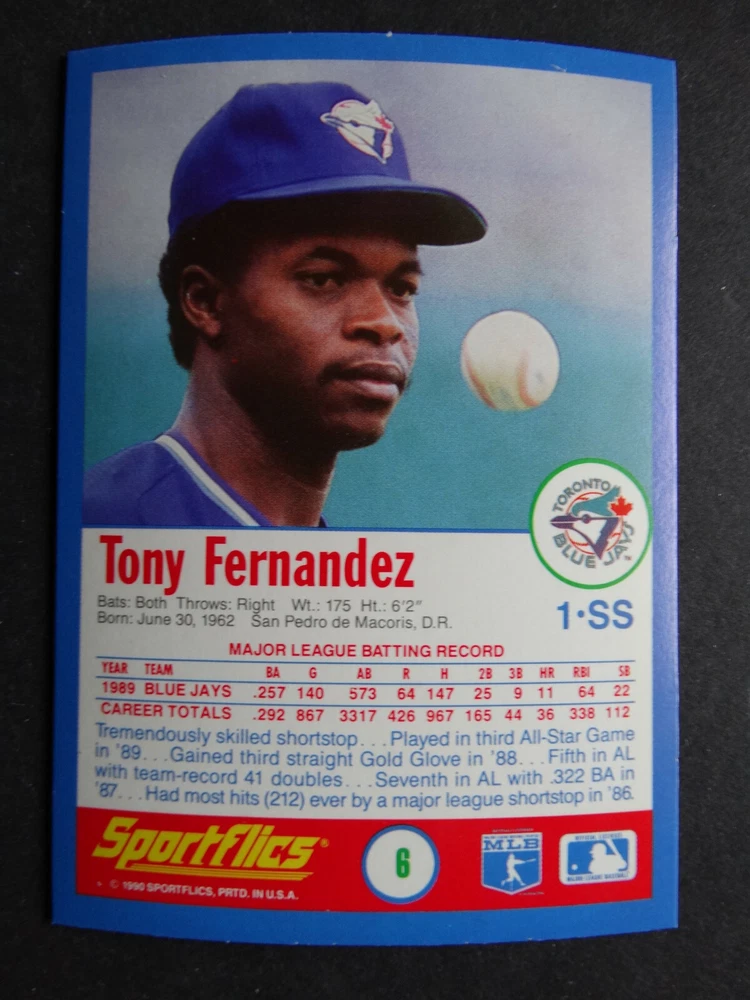 TORONTO
BLUE JAYS
Tony Fernandez
Bats: Both Throws: Right Wt.: 175 Ht.: 6'2"
Born: June 30, 1962 San Pedro de Macoris, D.R.
1•SS
MAJOR LEAGUE BATTING RECORD
YEAR TEAM BA G AB R H 2B 3B HR RBI SB
1989 BLUE JAYS .257 140 573 64 147 25 9 11 64 22
CAREER TOTALS .292 867 3317 426 967 165 44 36 338 112
Tremendously skilled shortstop...Played in third All-Star Game
in '89...Gained third straight Gold Glove in '88...Fifth in AL
with team-record 41 doubles...Seventh in AL with .322 BA in
'87...Had most hits (212) ever by a major league shortstop in '86.
Sportflics®
© 1990 SPORTFLICS, PRTD. IN U.S.A.
6
MLB